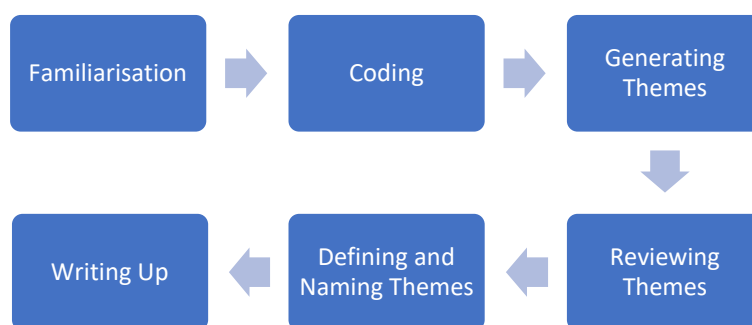 Familiarisation
Coding
Generating
Themes
Reviewing
Themes
Defining and
Naming Themes
Writing Up